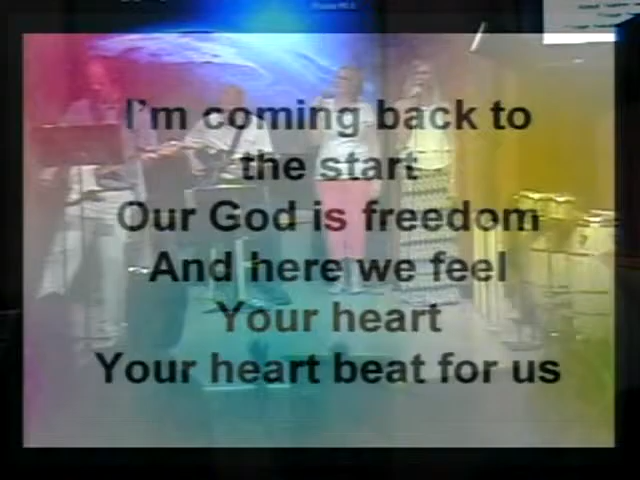 I'm coming back to
the start
Our God is freedom
And here we feel
Your heart
Your heart beat for us